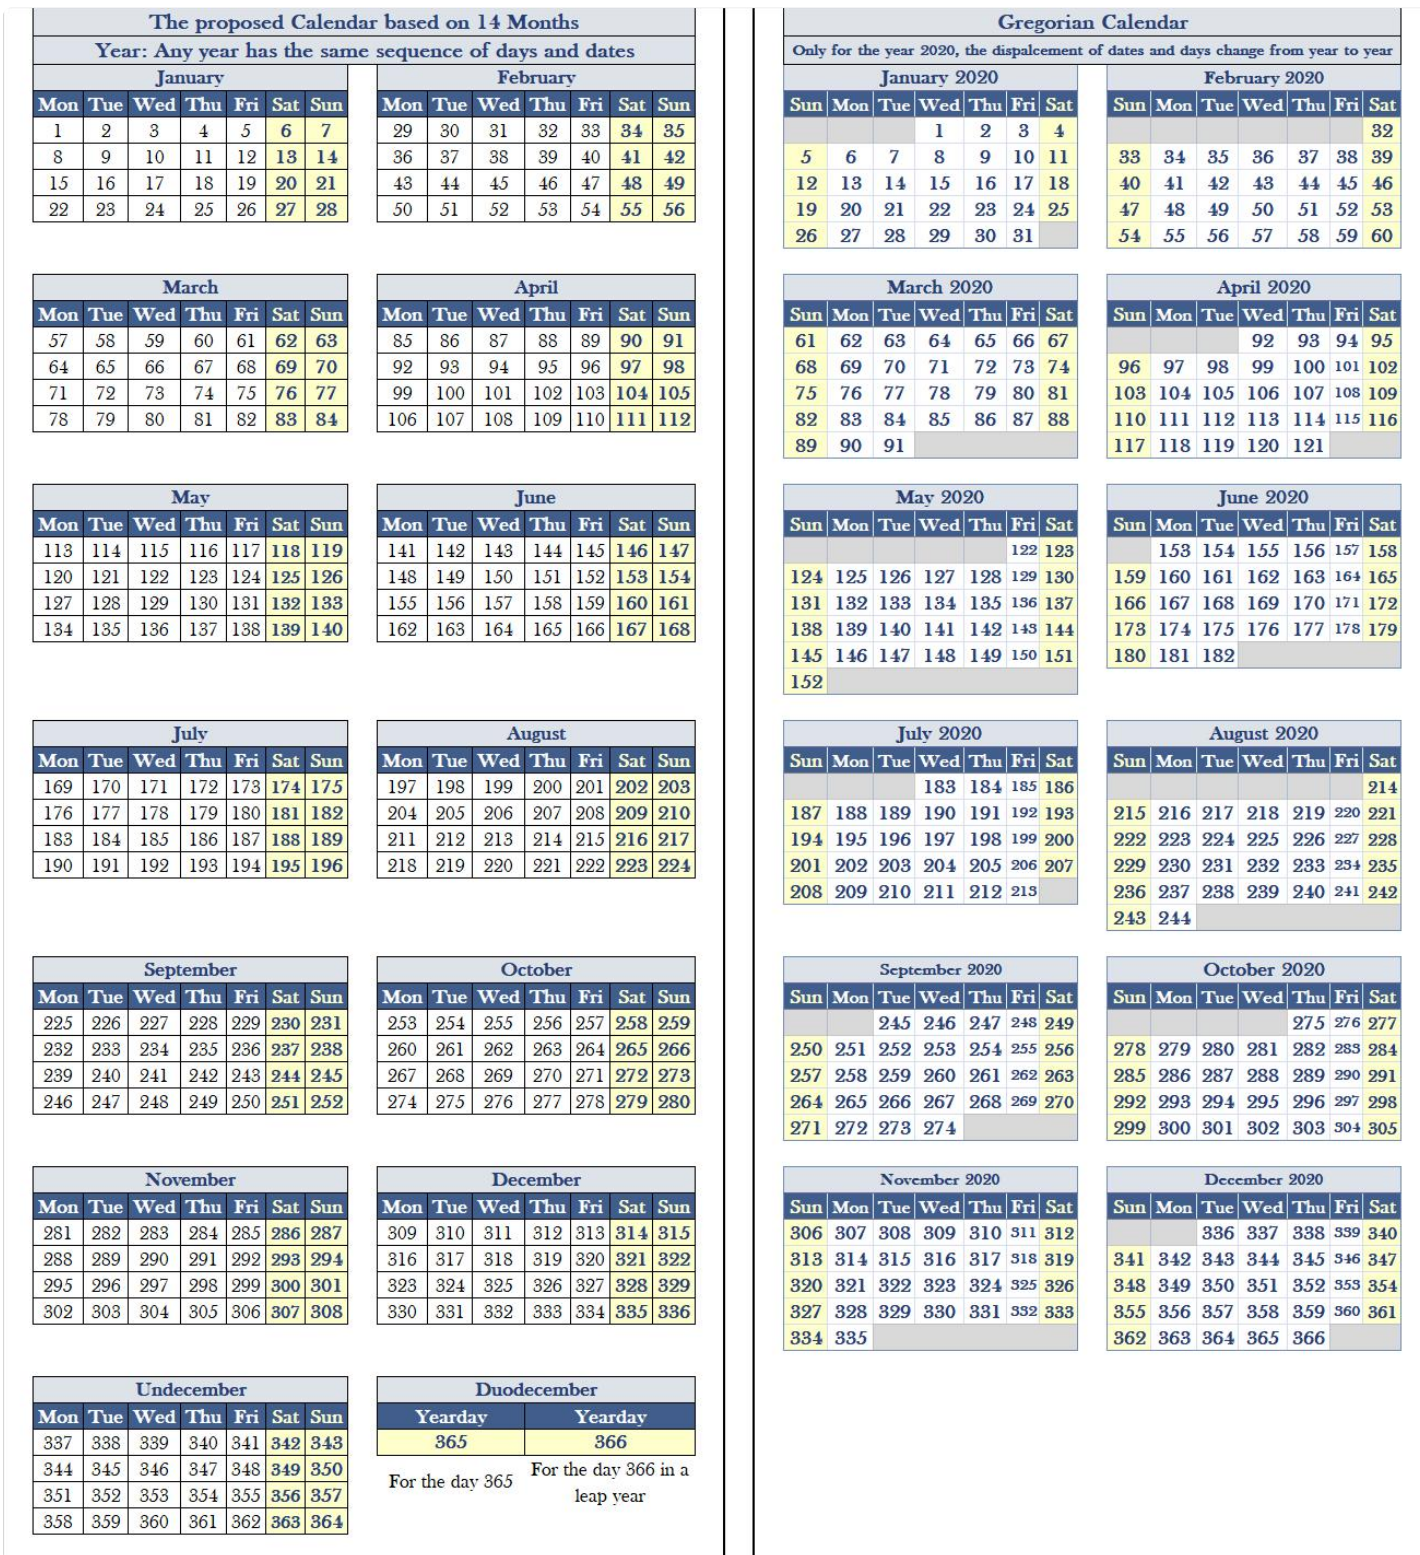 The proposed Calendar based on 14 Months
Year: Any year has the same sequence of days and dates
January
Mon Tue Wed Thu Fri Sat Sun
1 2 3 4 5 6 7
8 9 10 11 12 13 14
15 16 17 18 19 20 21
22 23 24 25 26 27 28
February
Mon Tue Wed Thu Fri Sat Sun
29 30 31 32 33 34 35
36 37 38 39 40 41 42
43 44 45 46 47 48 49
50 51 52 53 54 55 56
March
Mon Tue Wed Thu Fri Sat Sun
57 58 59 60 61 62 63
64 65 66 67 68 69 70
71 72 73 74 75 76 77
78 79 80 81 82 83 84
April
Mon Tue Wed Thu Fri Sat Sun
85 86 87 88 89 90 91
92 93 94 95 96 97 98
99 100 101 102 103 104 105
106 107 108 109 110 111 112
May
Mon Tue Wed Thu Fri Sat Sun
113 114 115 116 117 118 119
120 121 122 123 124 125 126
127 128 129 130 131 132 133
134 135 136 137 138 139 140
June
Mon Tue Wed Thu Fri Sat Sun
141 142 143 144 145 146 147
148 149 150 151 152 153 154
155 156 157 158 159 160 161
162 163 164 165 166 167 168
July
Mon Tue Wed Thu Fri Sat Sun
169 170 171 172 173 174 175
176 177 178 179 180 181 182
183 184 185 186 187 188 189
190 191 192 193 194 195 196
August
Mon Tue Wed Thu Fri Sat Sun
197 198 199 200 201 202 203
204 205 206 207 208 209 210
211 212 213 214 215 216 217
218 219 220 221 222 223 224
September
Mon Tue Wed Thu Fri Sat Sun
225 226 227 228 229 230 231
232 233 234 235 236 237 238
239 240 241 242 243 244 245
246 247 248 249 250 251 252
October
Mon Tue Wed Thu Fri Sat Sun
253 254 255 256 257 258 259
260 261 262 263 264 265 266
267 268 269 270 271 272 273
274 275 276 277 278 279 280
November
Mon Tue Wed Thu Fri Sat Sun
281 282 283 284 285 286 287
288 289 290 291 292 293 294
295 296 297 298 299 300 301
302 303 304 305 306 307 308
December
Mon Tue Wed Thu Fri Sat Sun
309 310 311 312 313 314 315
316 317 318 319 320 321 322
323 324 325 326 327 328 329
330 331 332 333 334 335 336
Undecember
Mon Tue Wed Thu Fri Sat Sun
337 338 339 340 341 342 343
344 345 346 347 348 349 350
351 352 353 354 355 356 357
358 359 360 361 362 363 364
Duodecember
Yearday Yearday
365 366
For the day 365
For the day 366 in a
leap year
Gregorian Calendar
Only for the year 2020, the dispalcement of dates and days change from year to year
January 2020
Sun Mon Tue Wed Thu Fri Sat
1 2 3 4
5 6 7 8 9 10 11
12 13 14 15 16 17 18
19 20 21 22 23 24 25
26 27 28 29 30 31
February 2020
Sun Mon Tue Wed Thu Fri Sat
32
33 34 35 36 37 38 39
40 41 42 43 44 45 46
47 48 49 50 51 52 53
54 55 56 57 58 59 60
March 2020
Sun Mon Tue Wed Thu Fri Sat
61 62 63 64 65 66 67
68 69 70 71 72 73 74
75 76 77 78 79 80 81
82 83 84 85 86 87 88
89 90 91
April 2020
Sun Mon Tue Wed Thu Fri Sat
92 93 94 95
96 97 98 99 100 101 102
103 104 105 106 107 108 109
110 111 112 113 114 115 116
117 118 119 120 121
May 2020
Sun Mon Tue Wed Thu Fri Sat
122 123
124 125 126 127 128 129 130
131 132 133 134 135 136 137
138 139 140 141 142 143 144
145 146 147 148 149 150 151
152
June 2020
Sun Mon Tue Wed Thu Fri Sat
153 154 155 156 157 158
159 160 161 162 163 164 165
166 167 168 169 170 171 172
173 174 175 176 177 178 179
180 181 182
July 2020
Sun Mon Tue Wed Thu Fri Sat
183 184 185 186
187 188 189 190 191 192 193
194 195 196 197 198 199 200
201 202 203 204 205 206 207
208 209 210 211 212 213
August 2020
Sun Mon Tue Wed Thu Fri Sat
214
215 216 217 218 219 220 221
222 223 224 225 226 227 228
229 230 231 232 233 234 235
236 237 238 239 240 241 242
243 244
September 2020
Sun Mon Tue Wed Thu Fri Sat
245 246 247 248 249
250 251 252 253 254 255 256
257 258 259 260 261 262 263
264 265 266 267 268 269 270
271 272 273 274
October 2020
Sun Mon Tue Wed Thu Fri Sat
275 276 277
278 279 280 281 282 283 284
285 286 287 288 289 290 291
292 293 294 295 296 297 298
299 300 301 302 303 304 305
November 2020
Sun Mon Tue Wed Thu Fri Sat
306 307 308 309 310 311 312
313 314 315 316 317 318 319
320 321 322 323 324 325 326
327 328 329 330 331 332 333
334 335
December 2020
Sun Mon Tue Wed Thu Fri Sat
336 337 338 339 340
341 342 343 344 345 346 347
348 349 350 351 352 353 354
355 356 357 358 359 360 361
362 363 364 365 366